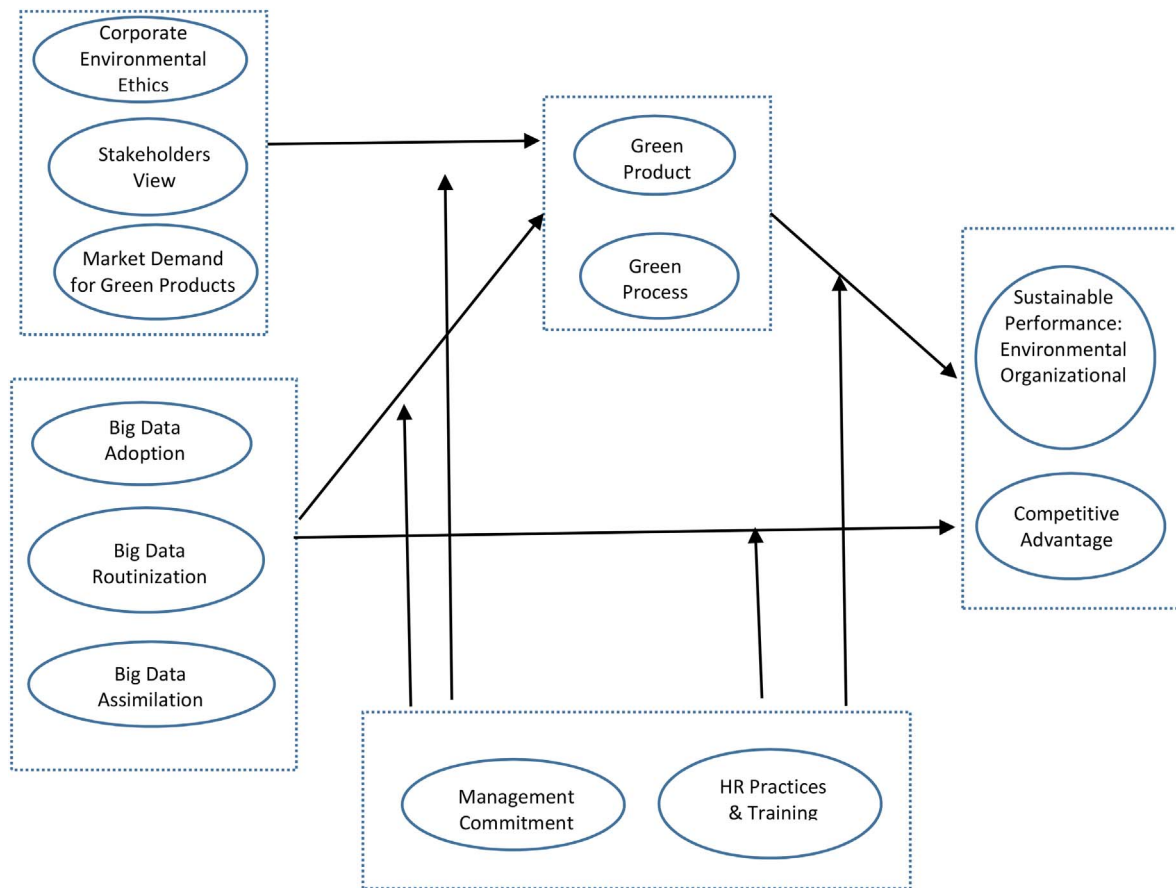 Corporate
Environmental
Ethics
Stakeholders
View
Market Demand
for Green Products
Big Data
Adoption
Big Data
Routinization
Big Data
Assimilation
Green
Product
Green
Process
Sustainable
Performance:
Environmental
Organizational
Competitive
Advantage
Management
Commitment
HR Practices
& Training